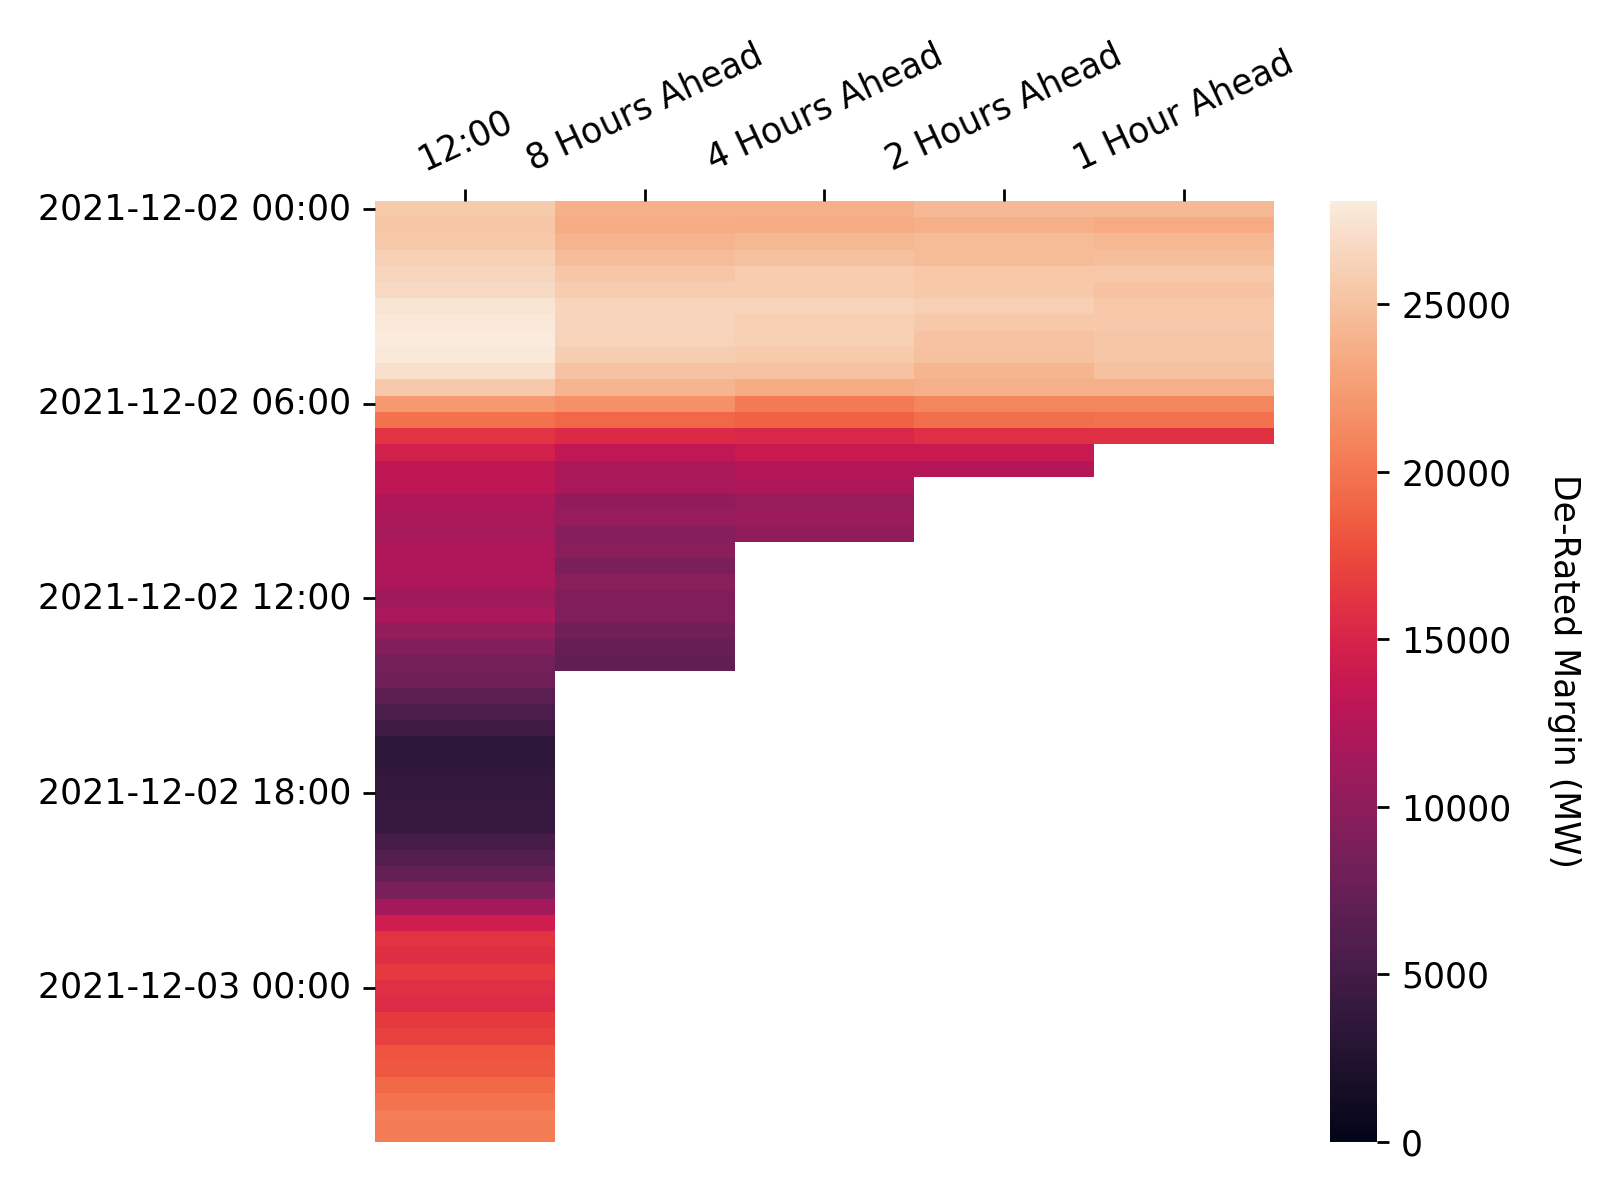 12:00
8 Hours Ahead
4 Hours Ahead
2 Hours Ahead
1 Hour Ahead
2021-12-02 00:00
2021-12-02 06:00
2021-12-02 12:00
2021-12-02 18:00
2021-12-03 00:00
25000
20000
15000
10000
5000
0
De-Rated Margin (MW)